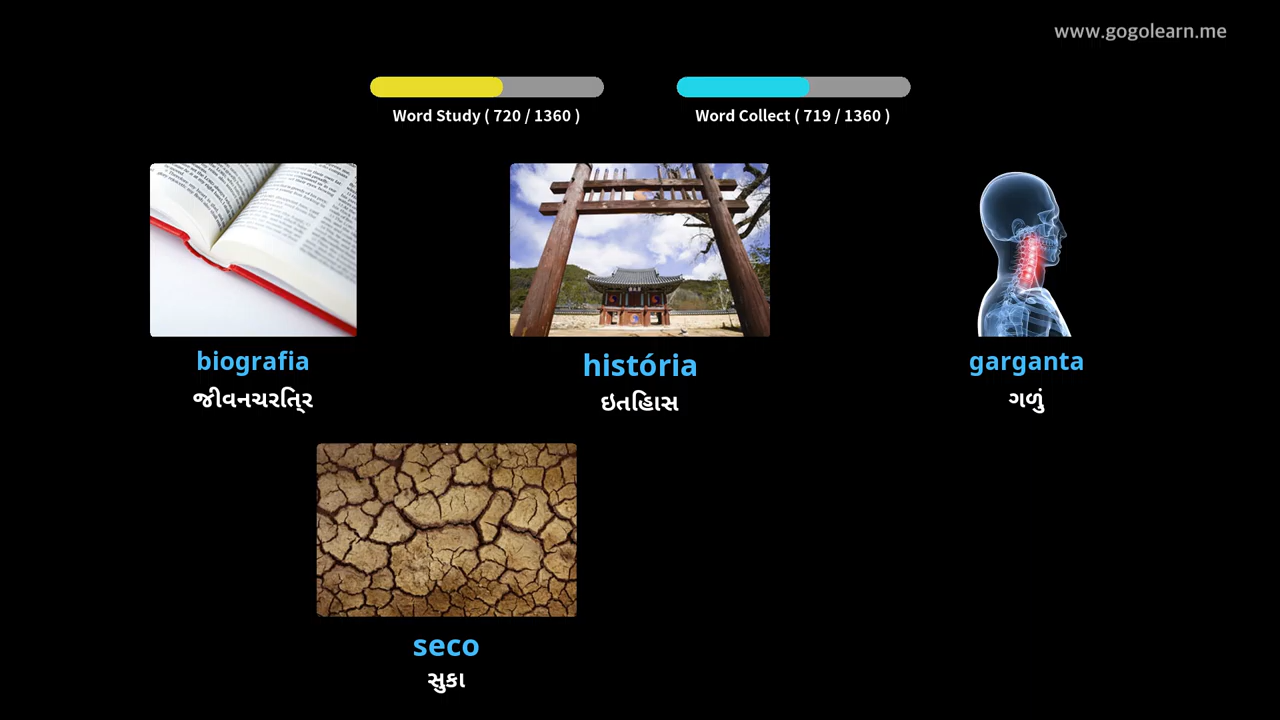 www.gogolearn.me
Word Study ( 720 / 1360 )
Word Collect ( 719 / 1360 )
biografia
જીવનચરિત્ર
história
ઇતિહાસ
garganta
ગળું
seco
સુકા